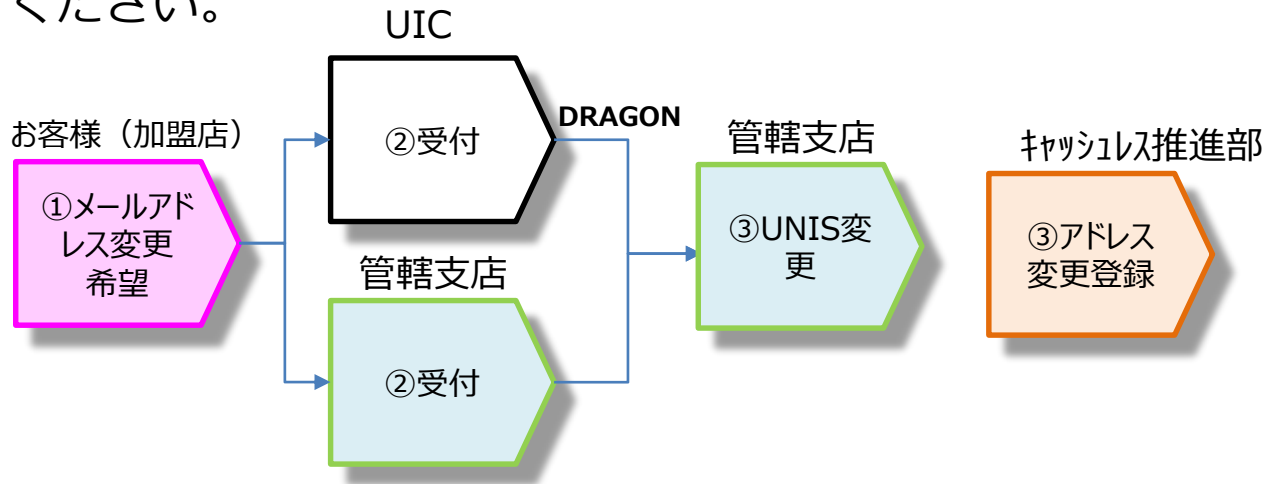 ください。
UIC
②受付
DRAGON
お客様（加盟店）
①メールアド
レス変更
希望
管轄支店
②受付
管轄支店
③UNIS変
更
ｷｬｯｼｭﾚｽ推進部
③アドレス
変更登録